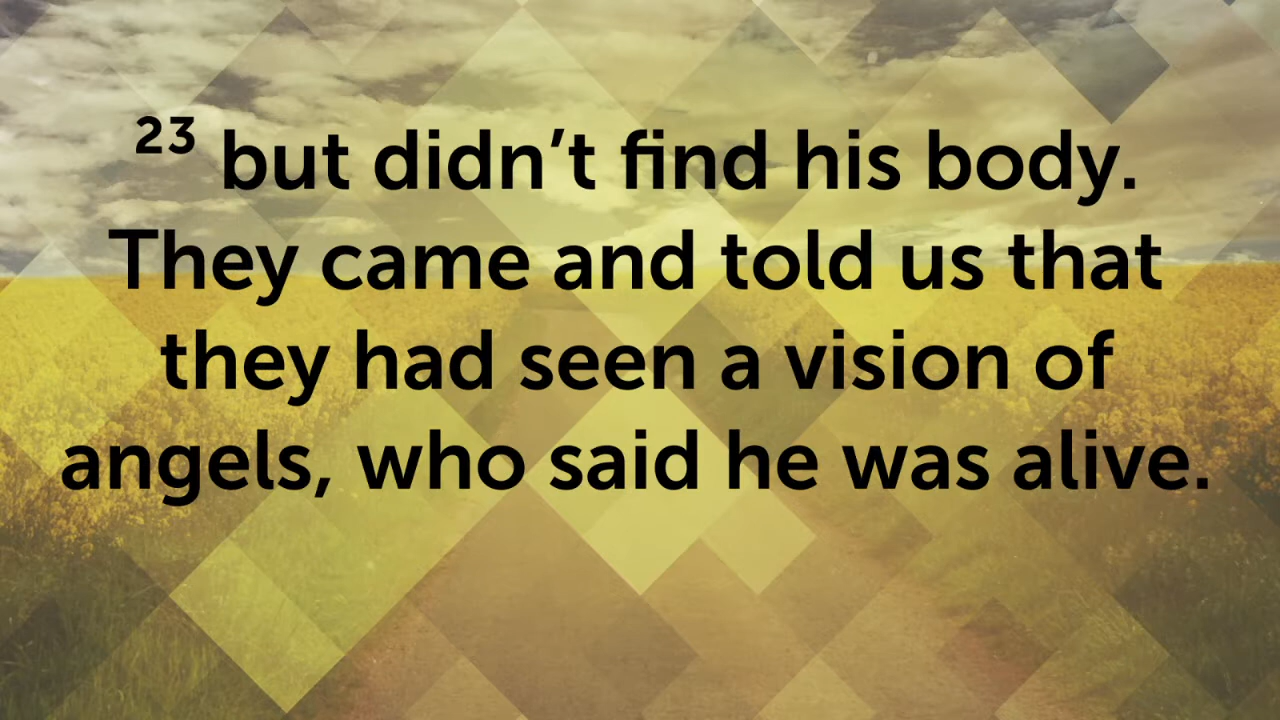 ²³ but didn’t find his body.
They came and told us that
they had seen a vision of
angels, who said he was alive.